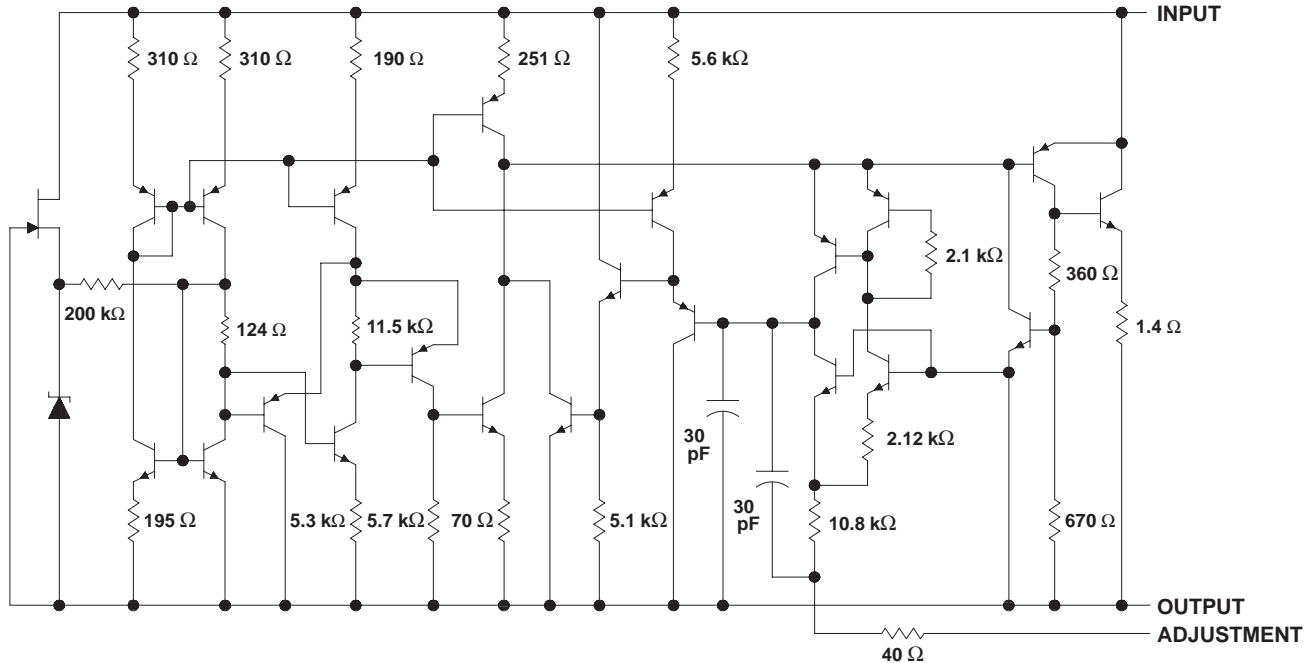 INPUT
310 Ω
310 Ω
190 Ω
251 Ω
5.6 kΩ
2.1 kΩ
360 Ω
200 kΩ
124 Ω
11.5 kΩ
1.4 Ω
30
pF
2.12 kΩ
30
pF
195 Ω
5.3 kΩ
5.7 kΩ
70 Ω
5.1 kΩ
10.8 kΩ
670 Ω
OUTPUT
ADJUSTMENT
40 Ω